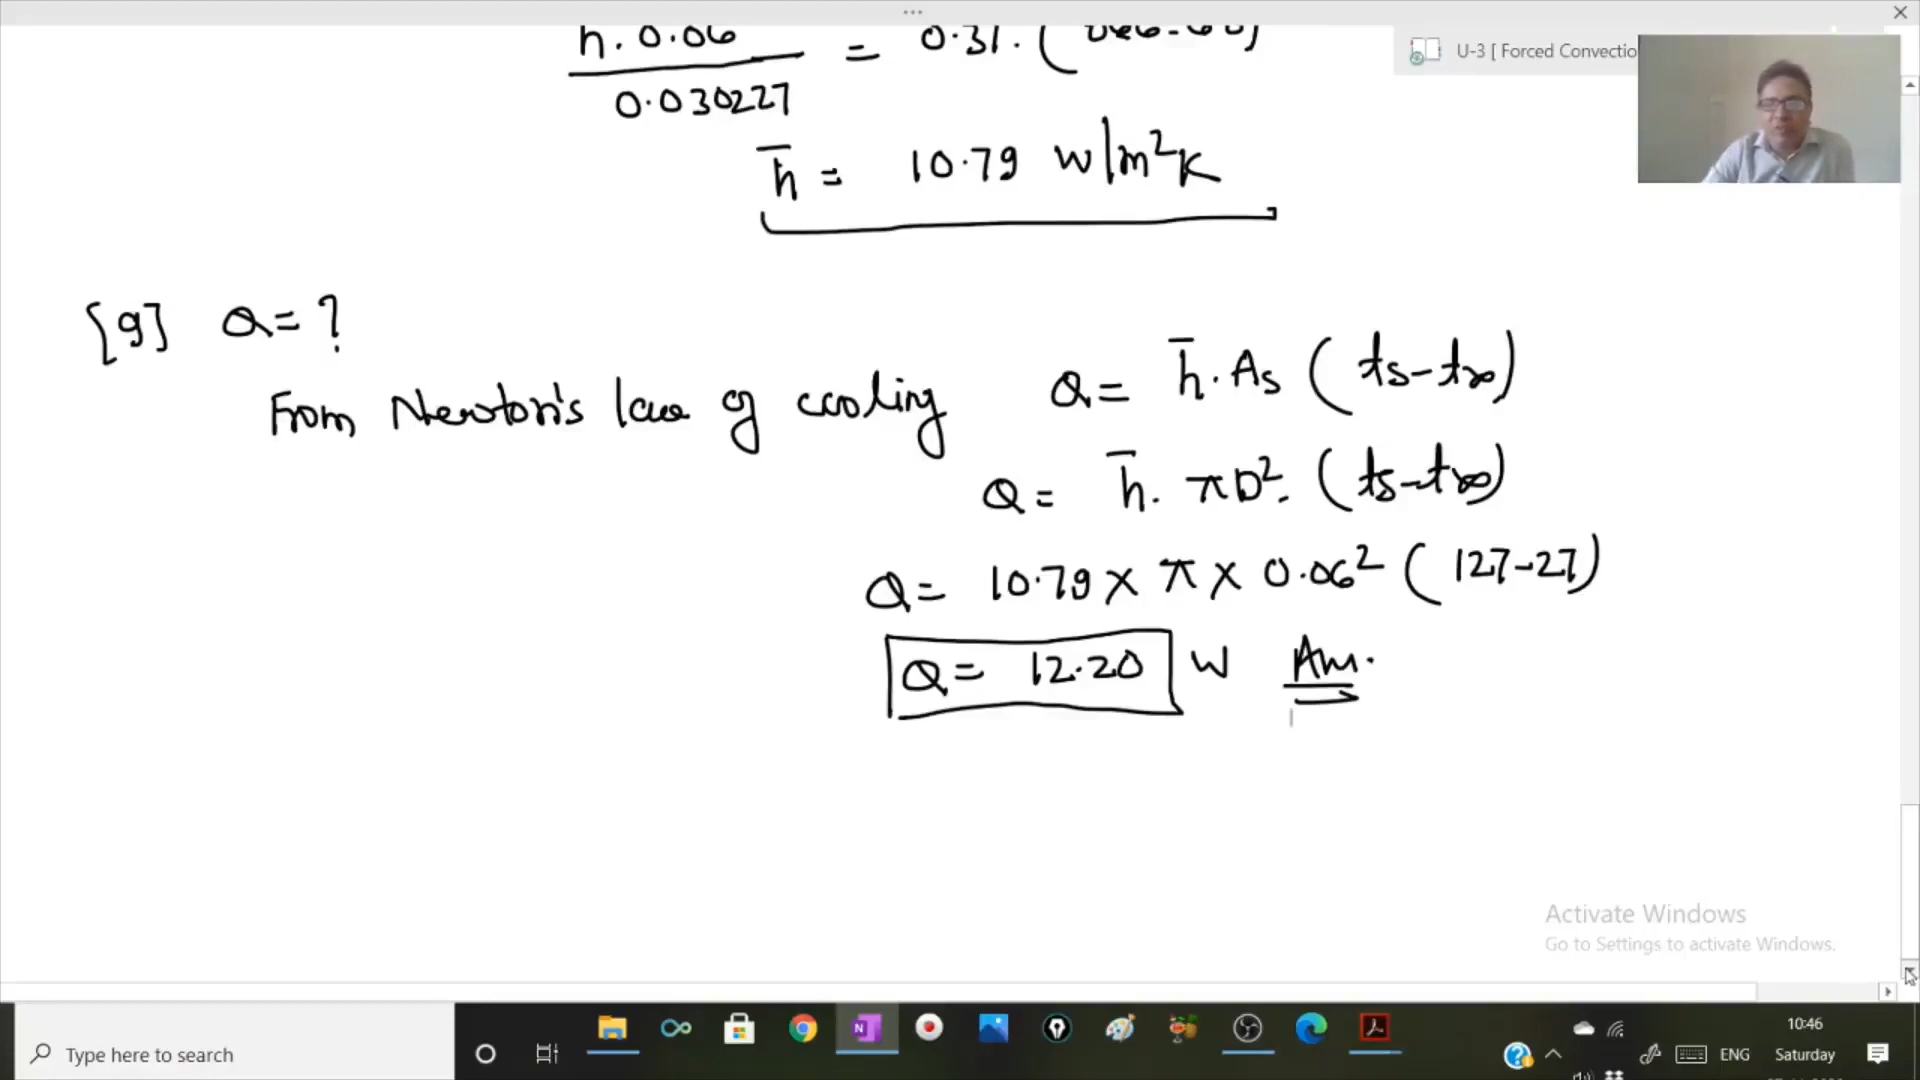 U-3 [ Forced Convectio
h. 0.06 / 0.030227 = 0.31. (
h̄ = 10.79 W/m²K
[9] Q = ?
From Newton's law of cooling Q = h̄. As (ts-t∞)
Q = h̄. πD². (ts-t∞)
Q = 10.79 x π x 0.06² (127-27)
Q = 12.20 W Ans.
Activate Windows
Go to Settings to activate Windows.
Type here to search
ENG
10:46
Saturday